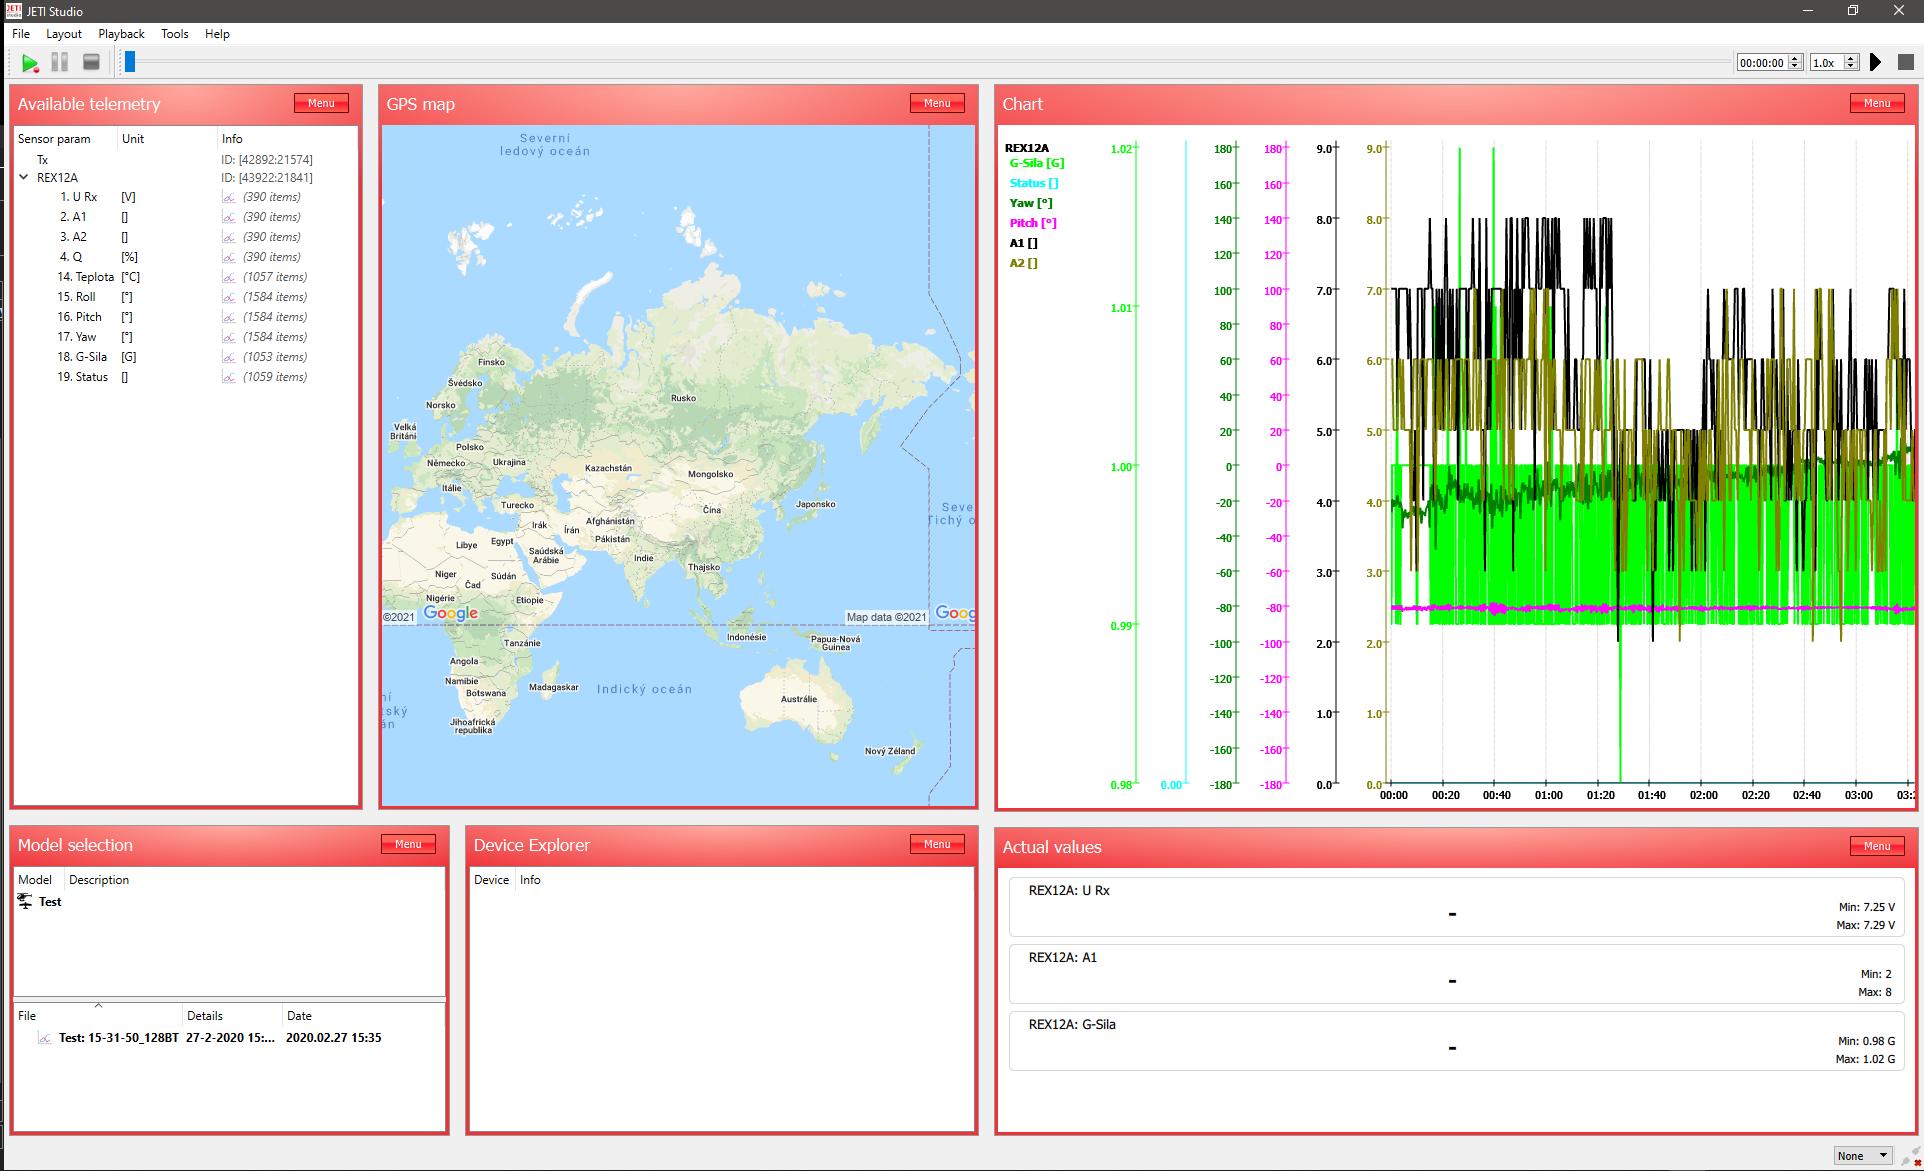 JETI Studio
File Layout Playback Tools Help
00:00:00 1.0x
Available telemetry Menu
Sensor param Unit Info
Tx ID: [42892:21574]
REX12A ID: [43922:21841]
1. U Rx [V] (390 items)
2. A1 [] (390 items)
3. A2 [] (390 items)
4. Q [%] (390 items)
14. Teplota [°C] (1057 items)
15. Roll [°] (1584 items)
16. Pitch [°] (1584 items)
17. Yaw [°] (1584 items)
18. G-Sila [G] (1053 items)
19. Status [] (1059 items)
GPS map Menu
Severní
ledový oceán
Finsko
Švédsko
Rusko
Norsko
Velká
Británi
Polsko
Německo
Ukrajina
Kazachstán
Mongolsko
Itálie
Turecko
Japonsko
Čína
Irák
Írán
Afghánistán
Pákistán
Libye
Egypt
Saúdská
Arábie
Indie
Thajsko
Niger
Čad
Súdán
Nigérie
Etiopie
Seve
Tichý o
©2021 Google Map data ©2021 Goog
Indonésie
Papua-Nová
Guinea
Tanzanie
Angola
Namibie
Botswana
Madagaskar
Indický oceán
Austrálie
Jihoafrická
republika
Nový Zéland
ní
tský
án
Chart Menu
REX12A
G-Sila [G]
Status []
Yaw [°]
Pitch [°]
A1 []
A2 []
1.02
1.01
1.00
0.99
0.98
0.00
180
160
140
120
100
80
60
40
20
0
-20
-40
-60
-80
-100
-120
-140
-160
-180
180
160
140
120
100
80
60
40
20
0
-20
-40
-60
-80
-100
-120
-140
-160
-180
9.0
8.0
7.0
6.0
5.0
4.0
3.0
2.0
1.0
0.0
9.0
8.0
7.0
6.0
5.0
4.0
3.0
2.0
1.0
0.0
00:00 00:20 00:40 01:00 01:20 01:40 02:00 02:20 02:40 03:00 03:2
Model selection Menu
Model Description
Test
File Details Date
Test: 15-31-50_128BT 27-2-2020 15:... 2020.02.27 15:35
Device Explorer Menu
Device Info
Actual values Menu
REX12A: U Rx
-
Min: 7.25 V
Max: 7.29 V
REX12A: A1
-
Min: 2
Max: 8
REX12A: G-Sila
-
Min: 0.98 G
Max: 1.02 G
None